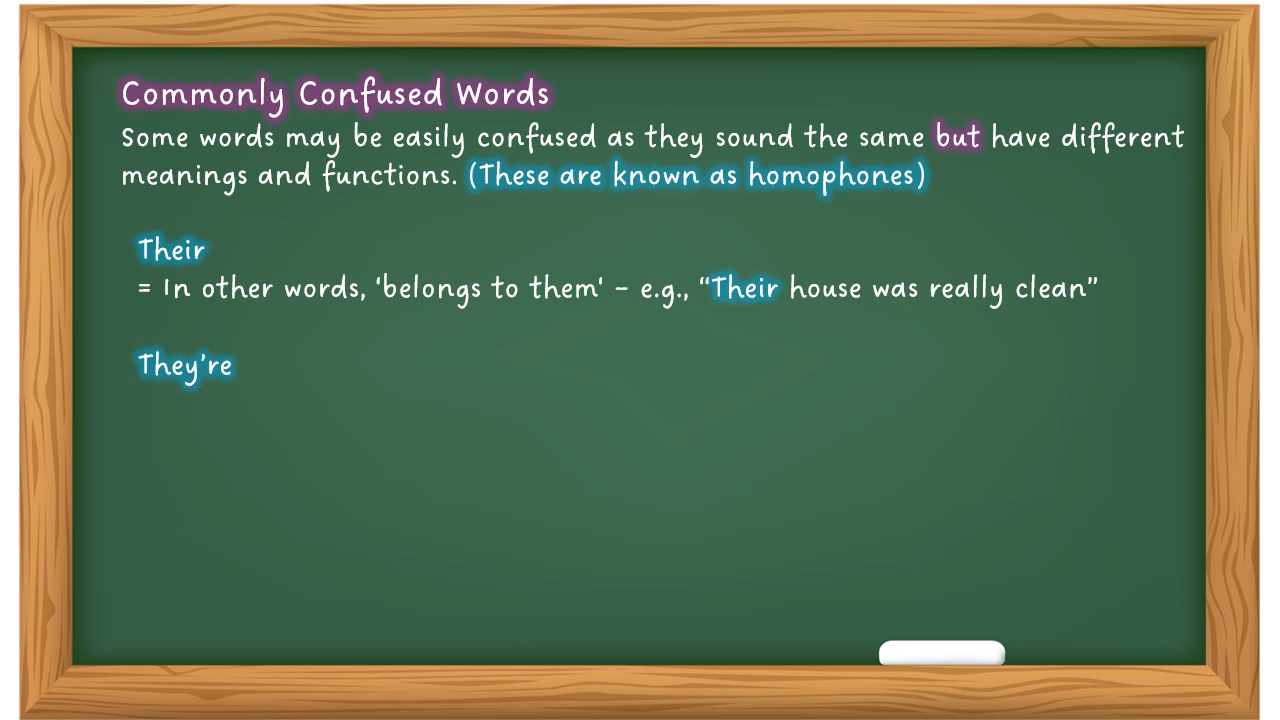 Commonly Confused Words
Some words may be easily confused as they sound the same but have different
meanings and functions. (These are known as homophones)
Their
= In other words, ‘belongs to them‘ – e.g., “Their house was really clean”
They’re